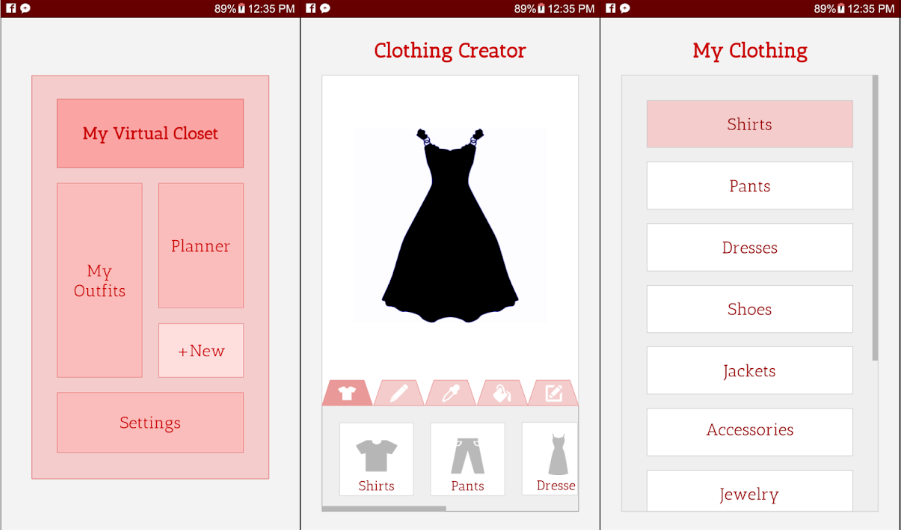 89% 12:35 PM
My Virtual Closet
My
Outfits
Planner
+New
Settings
89% 12:35 PM
Clothing Creator
Shirts
Pants
Dresse
89% 12:35 PM
My Clothing
Shirts
Pants
Dresses
Shoes
Jackets
Accessories
Jewelry